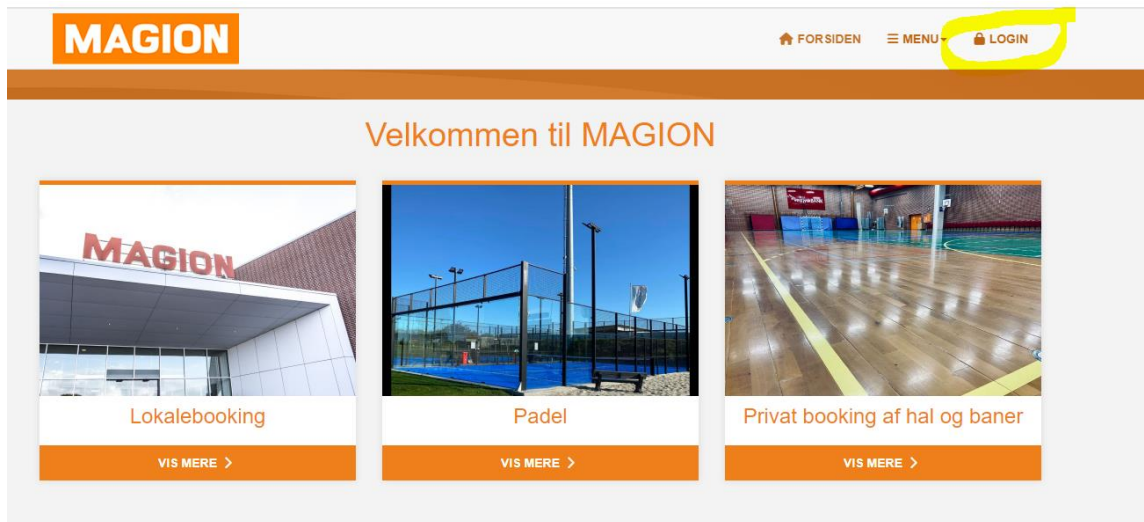 MAGION
FORSIDEN MENU LOGIN
Velkommen til MAGION
MAGION
Lokalebooking
Padel
Privat booking af hal og baner
VIS MERE
VIS MERE
VIS MERE